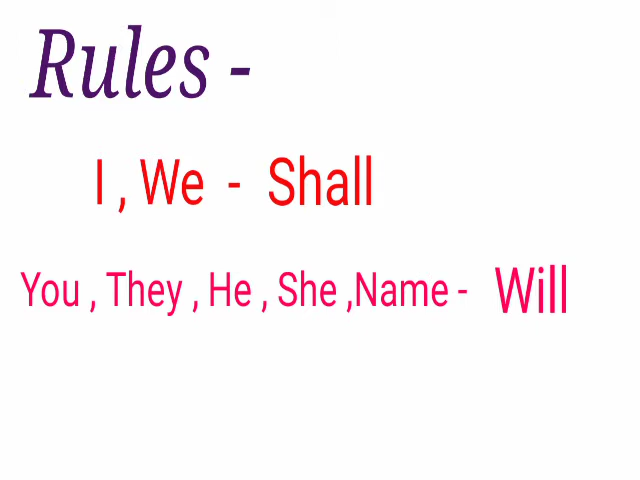 Rules -
I , We - Shall
You , They , He , She ,Name - Will